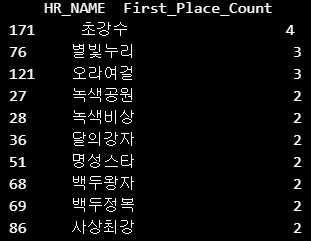 HR_NAME First_Place_Count
171 초강수 4
76 별빛누리 3
121 오라여걸 3
27 녹색공원 2
28 녹색비상 2
36 달의강자 2
51 명성스타 2
68 백두왕자 2
69 백두정복 2
86 사상최강 2